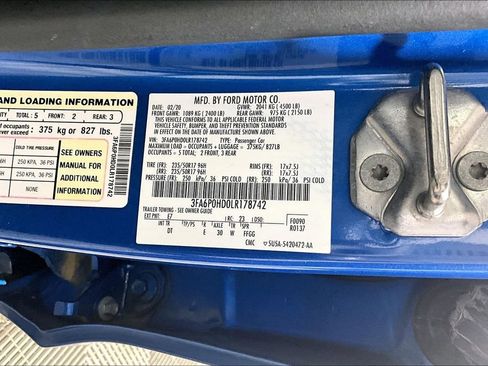 AND LOADING INFORMATION
CAPACITY TOTAL : 5 FRONT : 2 REAR : 3
occupants
exceed 375 kg or 827 lbs.
COLD TIRE PRESSURE
SEE OWNERS
MANUAL FOR
ADDITIONAL
INFORMATION
250 KPA, 36 PSI
250 KPA, 36 PSI
NONE
3FA6P0HD0LR178742
MFD. BY FORD MOTOR CO.
DATE: 02/20 GVWR: 2041 KG ( 4500 LB)
FRONT GAWR: 1089 KG ( 2400 LB) REAR GAWR: 975 KG ( 2150 LB)
THIS VEHICLE CONFORMS TO ALL APPLICABLE FEDERAL MOTOR VEHICLE
SAFETY, BUMPER, AND THEFT PREVENTION STANDARDS IN
EFFECT ON THE DATE OF MANUFACTURE SHOWN ABOVE.
VIN: 3FA6P0HD0LR178742 TYPE: Passenger Car
MAXIMUM LOAD = OCCUPANTS + LUGGAGE = 375KG/ 827LB
OCCUPANTS = 5 TOTAL: 2 FRONT, 3 REAR
TIRE (FR): 235/50R17 96H RIMS (FR): 17x7.5J
TIRE (RR): 235/50R17 96H RIMS (RR): 17x7.5J
PRESSURE (FR): 250 kPa/ 36 PSI COLD (RR): 250 kPa/ 36 PSI COLD
3FA6P0HD0LR178742
TRAILER TOWING - SEE OWNER GUIDE
EXT PNT: E7 RC: 23 DSO: F0090
R0137
INT TR TP/PS R AXLE TR SPR
DT E 30 W FFGG
CMC 5U5A-5420472-AA